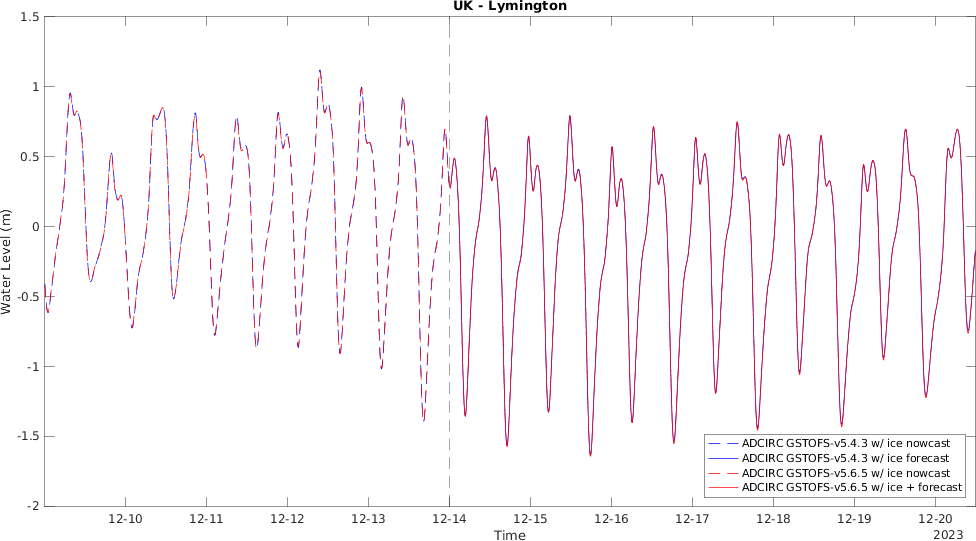 UK - Lymington
1.5
1
0.5
0
-0.5
-1
-1.5
-2
Water Level (m)
12-10
12-11
12-12
12-13
12-14
12-15
12-16
12-17
12-18
12-19
12-20
Time
2023
ADCIRC GSTOFS-v5.4.3 w/ ice nowcast
ADCIRC GSTOFS-v5.4.3 w/ ice forecast
ADCIRC GSTOFS-v5.6.5 w/ ice nowcast
ADCIRC GSTOFS-v5.6.5 w/ ice + forecast